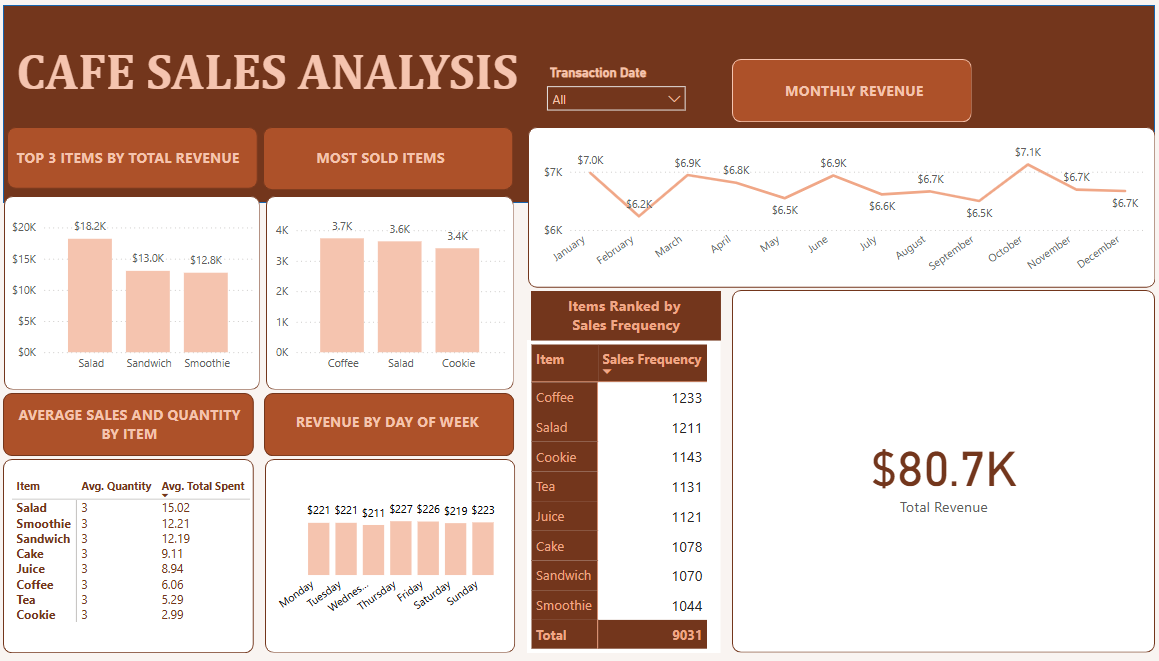 CAFE SALES ANALYSIS
Transaction Date
All
MONTHLY REVENUE
TOP 3 ITEMS BY TOTAL REVENUE
MOST SOLD ITEMS
$7K
$6K
$7.0K
$6.2K
$6.9K
$6.8K
$6.5K
$6.9K
$6.6K
$6.7K
$6.5K
$7.1K
$6.7K
$6.7K
January
February
March
April
May
June
July
August
September
October
November
December
$20K
$15K
$10K
$5K
$0K
$18.2K
$13.0K
$12.8K
Salad Sandwich Smoothie
4K
3K
2K
1K
0K
3.7K
3.6K
3.4K
Coffee Salad Cookie
Items Ranked by
Sales Frequency
Item Sales Frequency
Coffee 1233
Salad 1211
Cookie 1143
Tea 1131
Juice 1121
Cake 1078
Sandwich 1070
Smoothie 1044
Total 9031
$80.7K
Total Revenue
AVERAGE SALES AND QUANTITY
BY ITEM
Item Avg. Quantity Avg. Total Spent
Salad 3 15.02
Smoothie 3 12.21
Sandwich 3 12.19
Cake 3 9.11
Juice 3 8.94
Coffee 3 6.06
Tea 3 5.29
Cookie 3 2.99
REVENUE BY DAY OF WEEK
$221 $221 $211 $227 $226 $219 $223
Monday
Tuesday
Wednes...
Thursday
Friday
Saturday
Sunday